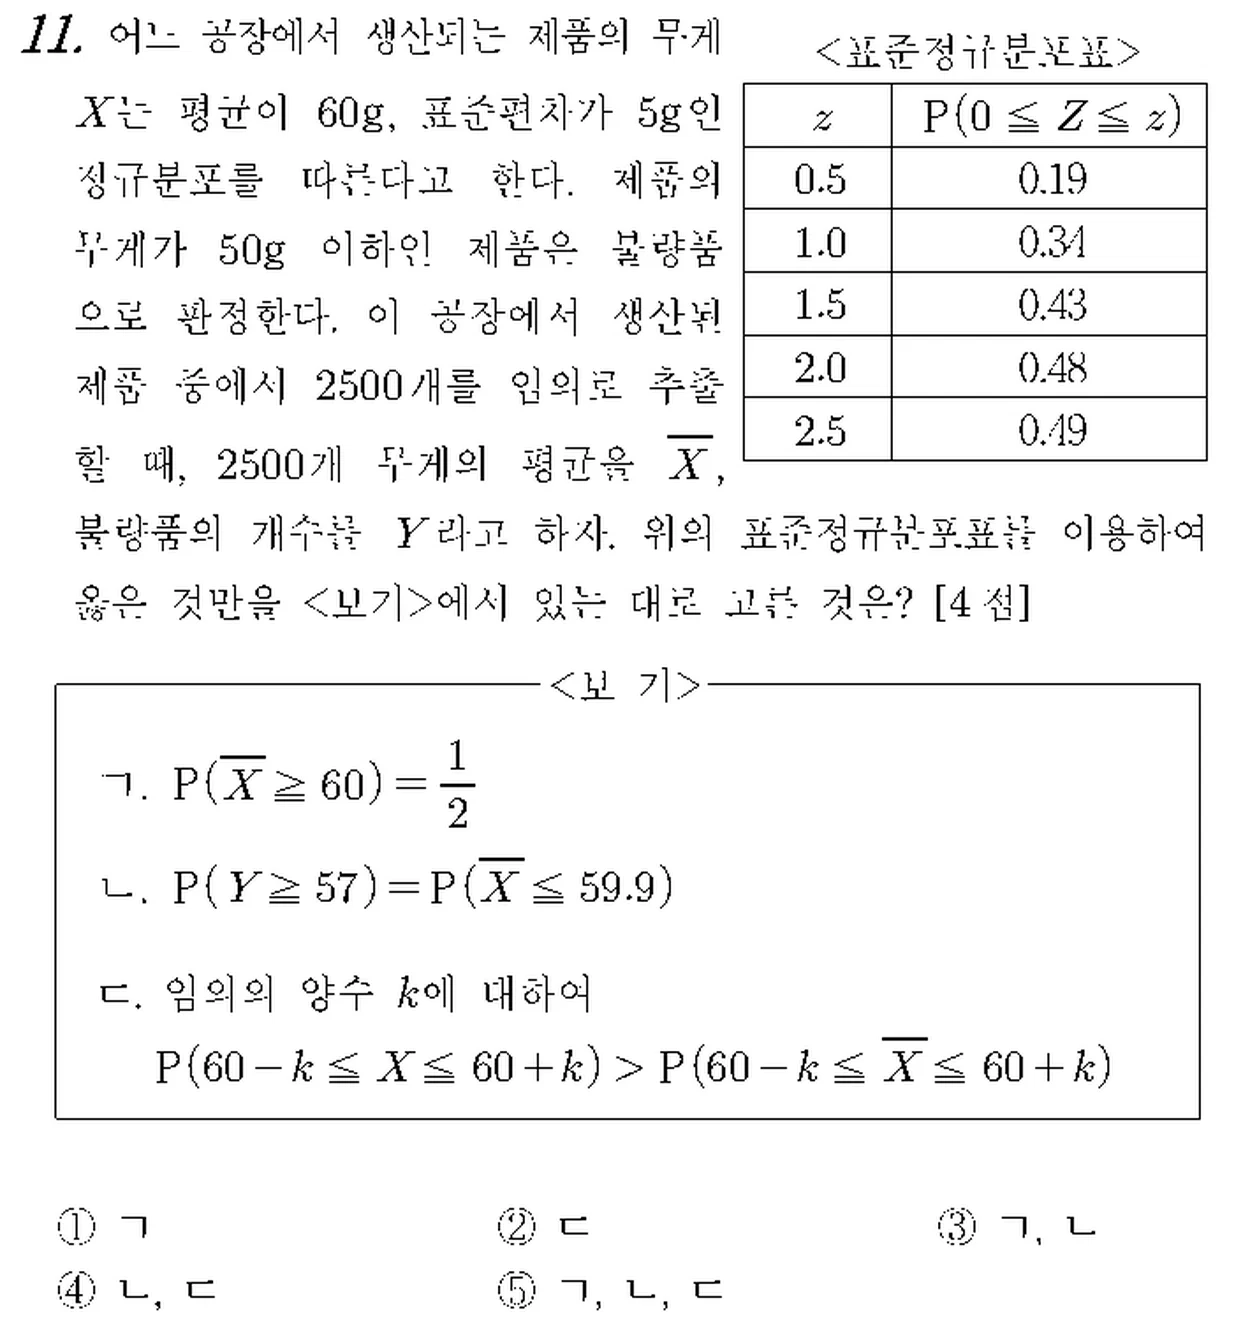 11. 어느 공장에서 생산되는 제품의 무게
X는 평균이 60g, 표준편차가 5g인
정규분포를 따른다고 한다. 제품의
무게가 50g 이하인 제품은 불량품
으로 판정한다. 이 공장에서 생산된
제품 중에서 2500개를 임의로 추출
할 때, 2500개 무게의 평균을 X̅,
불량품의 개수를 Y라고 하자. 위의 표준정규분포표를 이용하여
옳은 것만을 <보기>에서 있는 대로 고른 것은? [4점]
<표준정규분포표>
z P(0 ≦ Z ≦ z)
0.5 0.19
1.0 0.34
1.5 0.43
2.0 0.48
2.5 0.49
<보 기>
ㄱ. P(X̅ ≧ 60) = 1/2
ㄴ. P(Y ≧ 57) = P(X̅ ≦ 59.9)
ㄷ. 임의의 양수 k에 대하여
P(60 − k ≦ X ≦ 60 + k) > P(60 − k ≦ X̅ ≦ 60 + k)
① ㄱ ② ㄷ ③ ㄱ, ㄴ
④ ㄴ, ㄷ ⑤ ㄱ, ㄴ, ㄷ